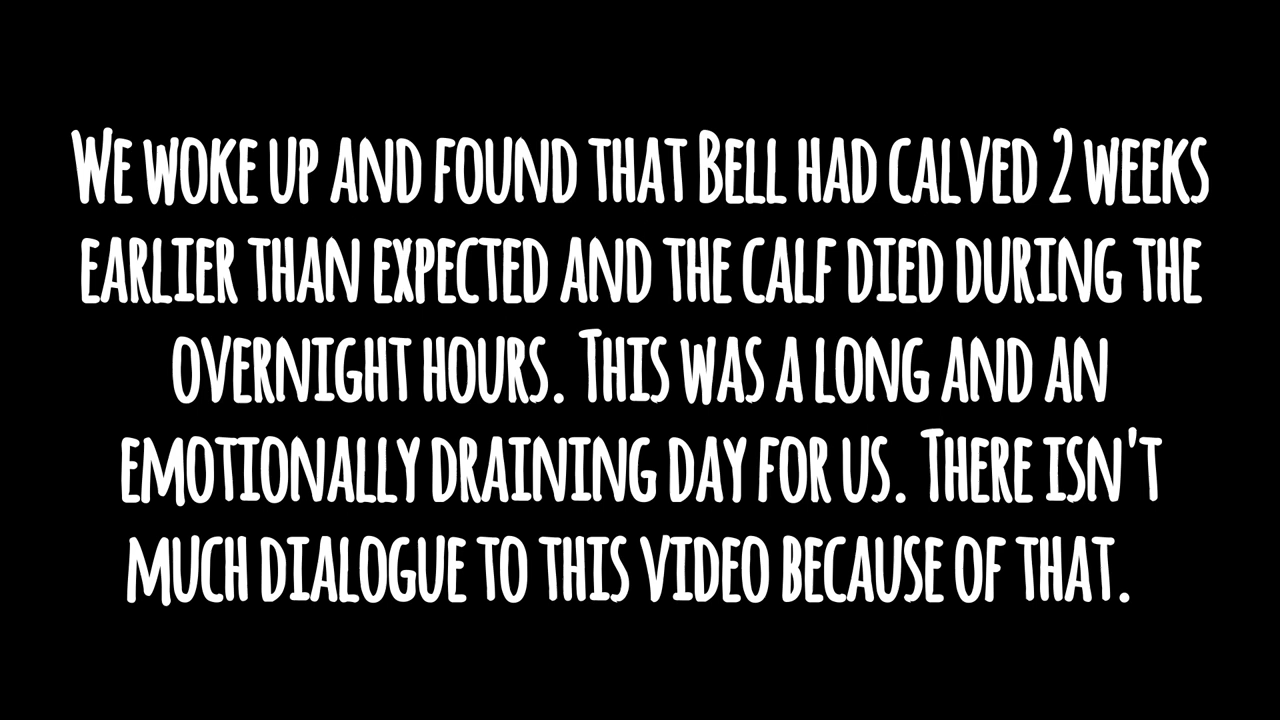 We woke up and found that Bell had calved 2 weeks
earlier than expected and the calf died during the
overnight hours. This was a long and an
emotionally draining day for us. There isn't
much dialogue to this video because of that.